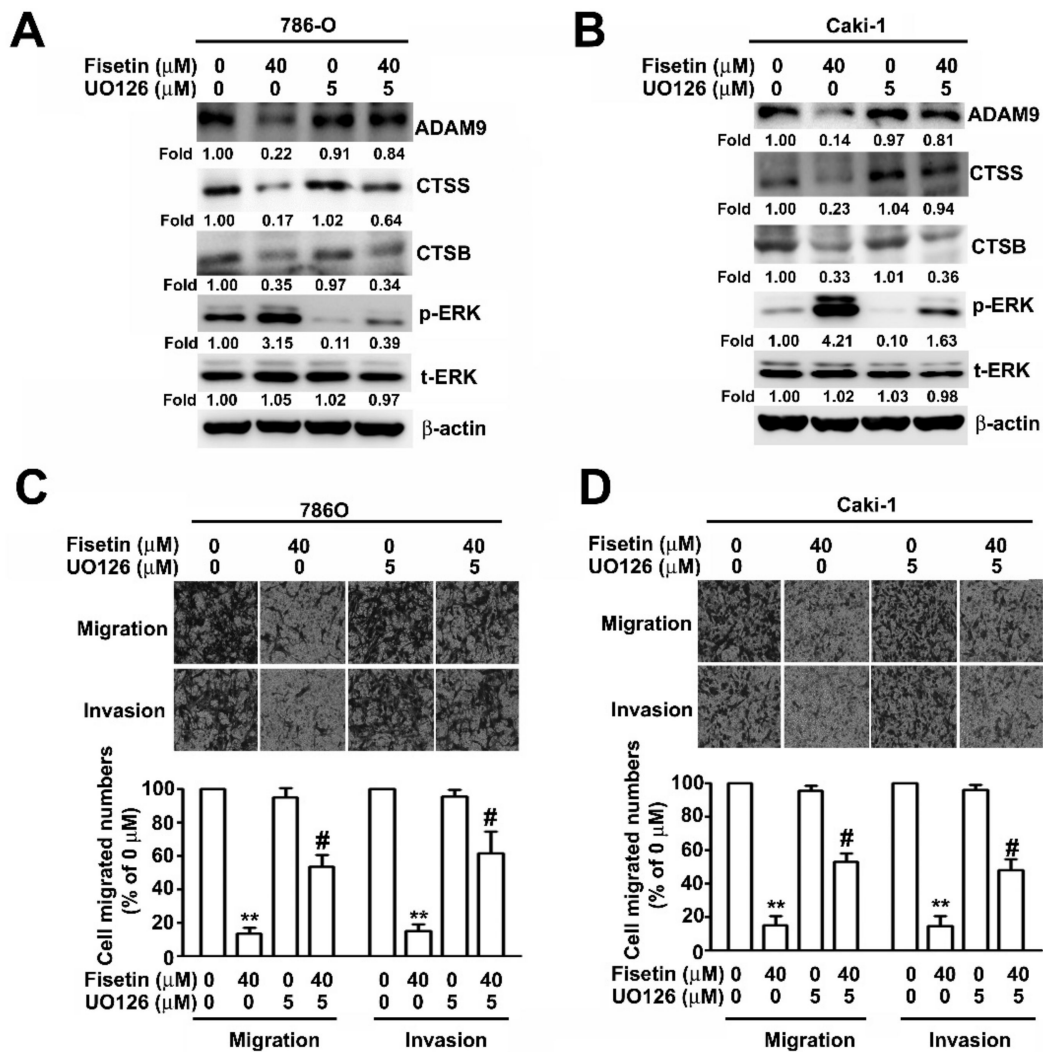 A
786-O
Fisetin (μM) 0 40 0 40
UO126 (μM) 0 0 5 5
ADAM9
Fold 1.00 0.22 0.91 0.84
CTSS
Fold 1.00 0.17 1.02 0.64
CTSB
Fold 1.00 0.35 0.97 0.34
p-ERK
Fold 1.00 3.15 0.11 0.39
t-ERK
Fold 1.00 1.05 1.02 0.97
β-actin
B
Caki-1
Fisetin (μM) 0 40 0 40
UO126 (μM) 0 0 5 5
ADAM9
Fold 1.00 0.14 0.97 0.81
CTSS
Fold 1.00 0.23 1.04 0.94
CTSB
Fold 1.00 0.33 1.01 0.36
p-ERK
Fold 1.00 4.21 0.10 1.63
t-ERK
Fold 1.00 1.02 1.03 0.98
β-actin
C
786O
Fisetin (μM) 0 40 0 40
UO126 (μM) 0 0 5 5
Migration
Invasion
Cell migrated numbers
(% of 0 μM)
100
80
60
40
20
0
** # ** #
Fisetin (μM) 0 40 0 40 0 40 0 40
UO126 (μM) 0 0 5 5 0 0 5 5
Migration Invasion
D
Caki-1
Fisetin (μM) 0 40 0 40
UO126 (μM) 0 0 5 5
Migration
Invasion
Cell migrated numbers
(% of 0 μM)
100
80
60
40
20
0
** # ** #
Fisetin (μM) 0 40 0 40 0 40 0 40
UO126 (μM) 0 0 5 5 0 0 5 5
Migration Invasion